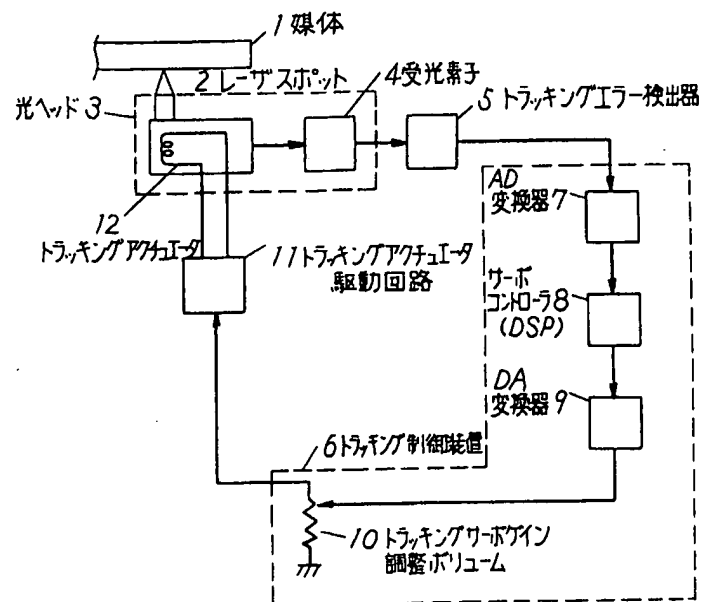 1 媒体
2 レーザスポット
光ヘッド 3
4 受光素子
5 トラッキングエラー検出器
12
トラッキングアクチュエータ
11 トラッキングアクチュエータ
駆動回路
AD
変換器 7
サーボ
コントローラ 8
(DSP)
DA
変換器 9
6 トラッキング制御装置
10 トラッキングサーボゲイン
調整ボリューム